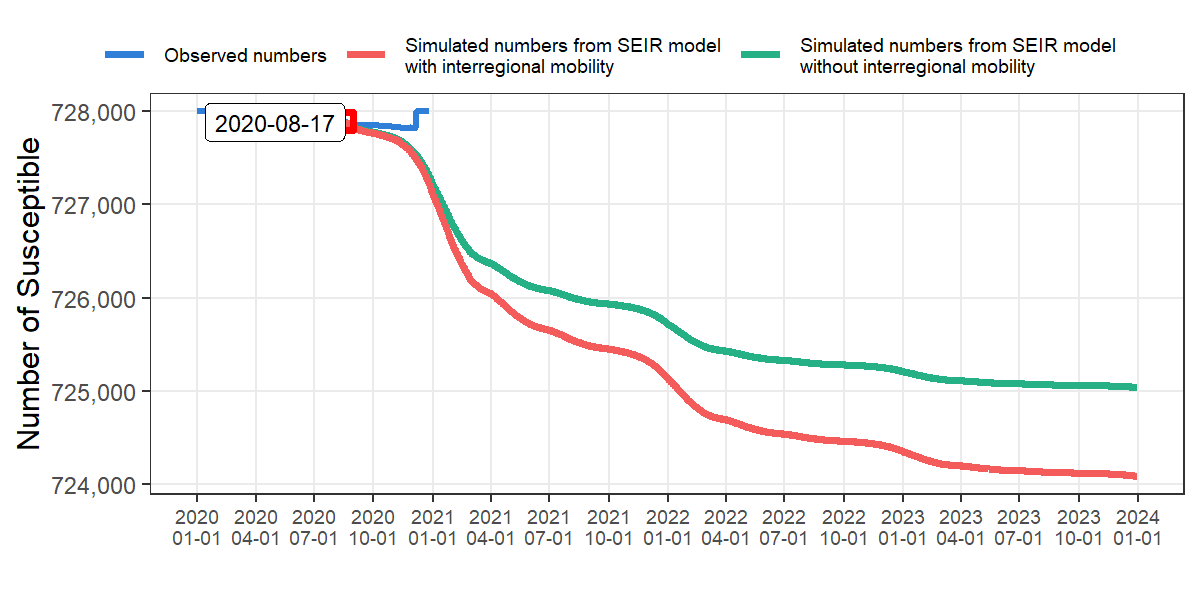 Observed numbers
Simulated numbers from SEIR model
with interregional mobility
Simulated numbers from SEIR model
without interregional mobility
Number of Susceptible
728,000
727,000
726,000
725,000
724,000
2020-08-17
2020 2020 2020 2020 2021 2021 2021 2021 2022 2022 2022 2022 2023 2023 2023 2023 2024
01-01 04-01 07-01 10-01 01-01 04-01 07-01 10-01 01-01 04-01 07-01 10-01 01-01 04-01 07-01 10-01 01-01